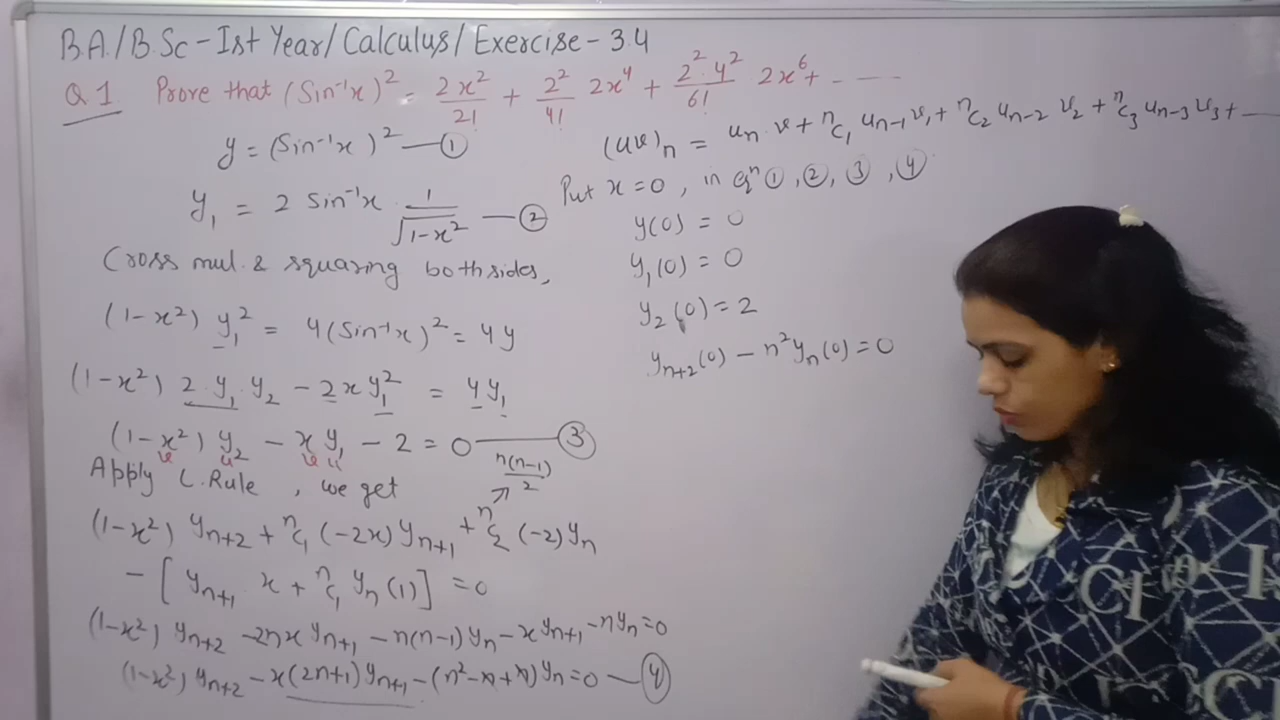 B.A./B.Sc – Ist Year/Calculus/Exercise – 3.4
Q.1 Prove that (Sin⁻¹x)² = 2x²/2! + 2²/4! 2x⁴ + 2²·4²/6! 2x⁶ + - - -
y = (Sin⁻¹x)² — ①
y₁ = 2 Sin⁻¹x · 1/√(1-x²) — ②
Cross mul. & squaring both sides,
(1-x²) y₁² = 4(Sin⁻¹x)² = 4y
(1-x²) 2·y₁·y₂ - 2xy₁² = 4y₁
(1-x²) y₂ - xy₁ - 2 = 0 — ③
v u v u
n(n-1)/2
Apply L.Rule, we get
(1-x²) yₙ₊₂ + ⁿc₁ (-2x) yₙ₊₁ + ⁿc₂ (-2) yₙ
- [yₙ₊₁ · x + ⁿc₁ yₙ (1)] = 0
(1-x²) yₙ₊₂ - 2nx yₙ₊₁ - n(n-1) yₙ - x yₙ₊₁ - nyₙ = 0
(1-x²) yₙ₊₂ - x(2n+1) yₙ₊₁ - (n² - n + n) yₙ = 0 — ④
(uv)ₙ = uₙ · v + ⁿc₁ uₙ₋₁ v₁ + ⁿc₂ uₙ₋₂ v₂ + ⁿc₃ uₙ₋₃ v₃ + - - -
Put x = 0, in eqⁿ ①, ②, ③, ④
y(0) = 0
y₁(0) = 0
y₂(0) = 2
yₙ₊₂(0) - n² yₙ(0) = 0